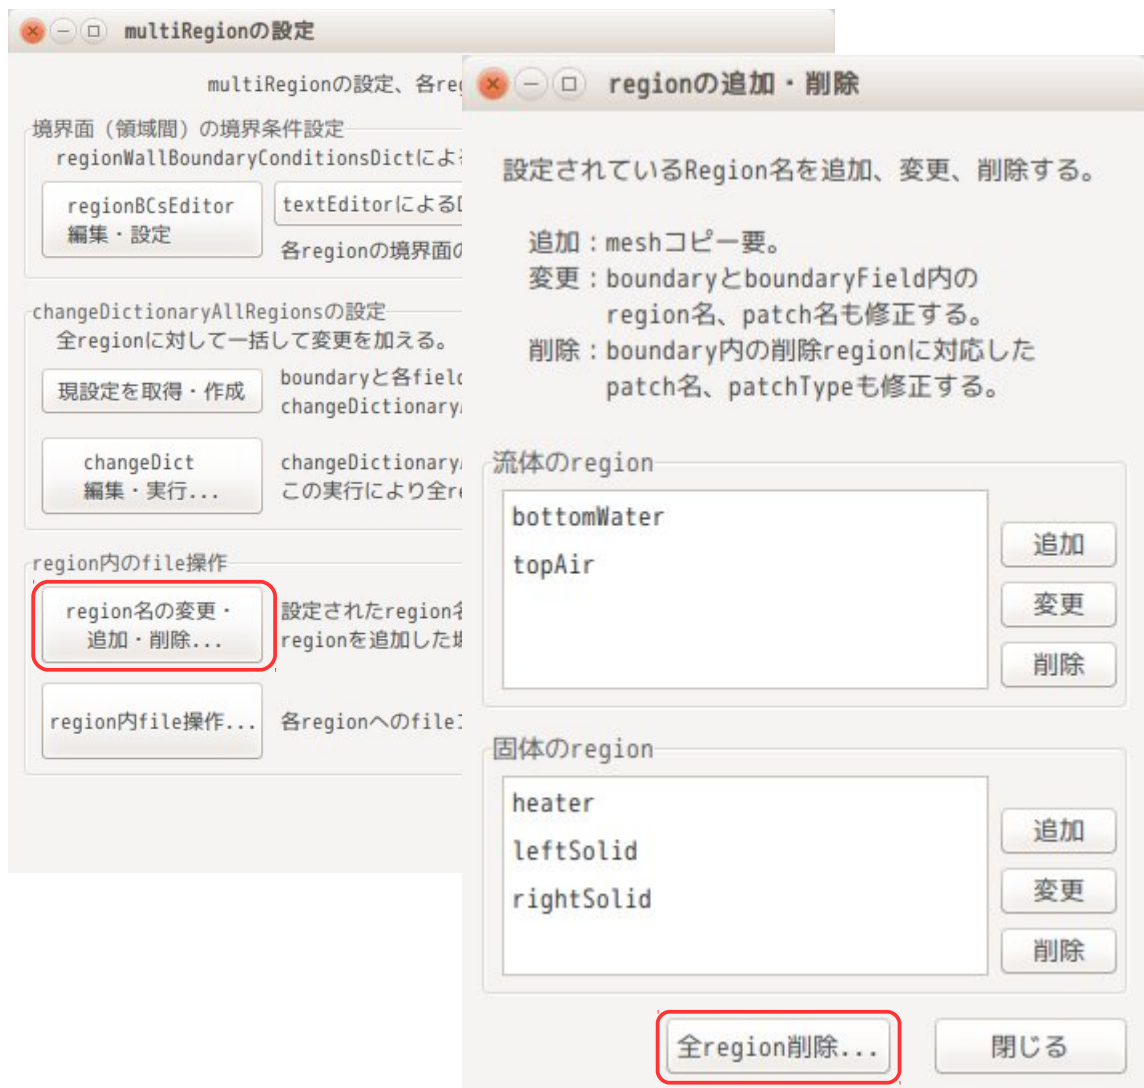 multiRegionの設定
multiRegionの設定、各reg
境界面（領域間）の境界条件設定
regionWallBoundaryConditionsDictによ
regionBCsEditor
編集・設定
textEditorによる
各regionの境界面の
changeDictionaryAllRegionsの設定
全regionに対して一括して変更を加える。
現設定を取得・作成
boundaryと各field
changeDictionary
changeDict
編集・実行...
changeDictionary
この実行により全re
region内のfile操作
region名の変更・
追加・削除...
設定されたregion名
regionを追加した場
region内file操作...
各regionへのfile
regionの追加・削除
設定されているRegion名を追加、変更、削除する。
追加：meshコピー要。
変更：boundaryとboundaryField内の
region名、patch名も修正する。
削除：boundary内の削除regionに対応した
patch名、patchTypeも修正する。
流体のregion
bottomWater
topAir
追加
変更
削除
固体のregion
heater
leftSolid
rightSolid
追加
変更
削除
全region削除...
閉じる